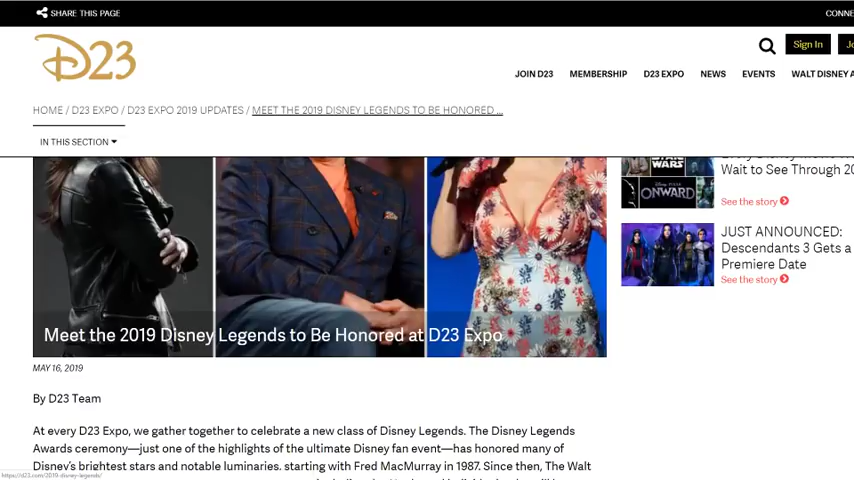 SHARE THIS PAGE
CONNE
D23
Sign In
Jo
JOIN D23 MEMBERSHIP D23 EXPO NEWS EVENTS WALT DISNEY A
HOME / D23 EXPO / D23 EXPO 2019 UPDATES / MEET THE 2019 DISNEY LEGENDS TO BE HONORED ...
IN THIS SECTION
Wait to See Through 20
STAR
WARS
ONWARD
See the story
JUST ANNOUNCED:
Descendants 3 Gets a
Premiere Date
See the story
Meet the 2019 Disney Legends to Be Honored at D23 Expo
MAY 16, 2019
By D23 Team
At every D23 Expo, we gather together to celebrate a new class of Disney Legends. The Disney Legends
Awards ceremony—just one of the highlights of the ultimate Disney fan event—has honored many of
Disney's brightest stars and notable luminaries, starting with Fred MacMurray in 1987. Since then, The Walt
https://d23.com/2019-disney-legends/